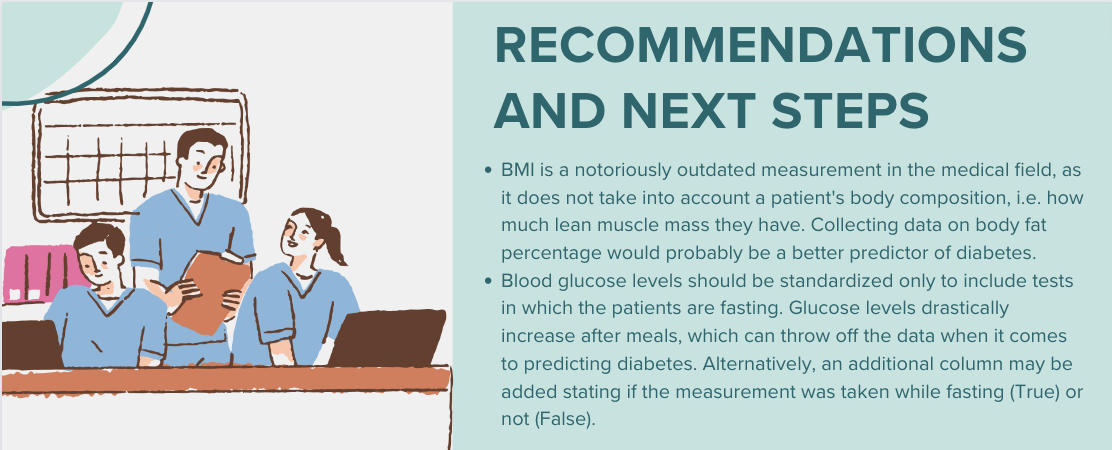 RECOMMENDATIONS
AND NEXT STEPS
• BMI is a notoriously outdated measurement in the medical field, as
it does not take into account a patient's body composition, i.e. how
much lean muscle mass they have. Collecting data on body fat
percentage would probably be a better predictor of diabetes.
• Blood glucose levels should be standardized only to include tests
in which the patients are fasting. Glucose levels drastically
increase after meals, which can throw off the data when it comes
to predicting diabetes. Alternatively, an additional column may be
added stating if the measurement was taken while fasting (True) or
not (False).